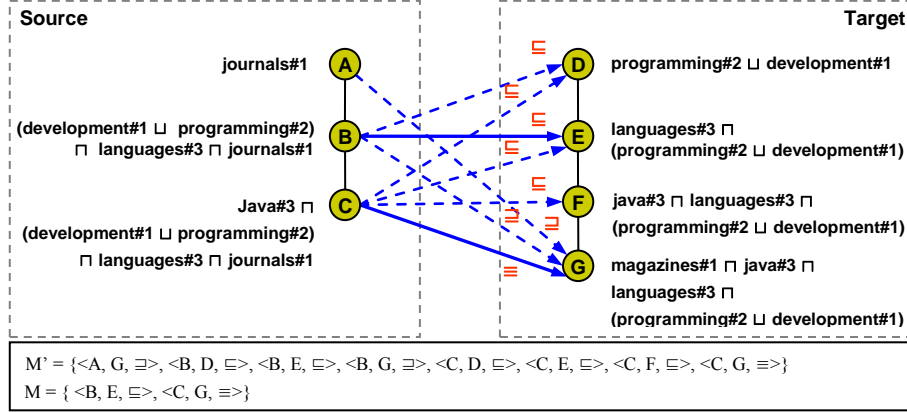 Source
Target
journals#1
A
D
programming#2 ⊔ development#1
⊑
⊑
(development#1 ⊔ programming#2)
⊓ languages#3 ⊓ journals#1
B
E
languages#3 ⊓
(programming#2 ⊔ development#1)
⊑
⊑
⊑
Java#3 ⊓
(development#1 ⊔ programming#2)
⊓ languages#3 ⊓ journals#1
C
F
java#3 ⊓ languages#3 ⊓
(programming#2 ⊔ development#1)
⊒
⊒
≡
G
magazines#1 ⊓ java#3 ⊓
languages#3 ⊓
(programming#2 ⊔ development#1)
M’ = {<A, G, ⊒>, <B, D, ⊑>, <B, E, ⊑>, <B, G, ⊒>, <C, D, ⊑>, <C, E, ⊑>, <C, F, ⊑>, <C, G, ≡>}
M = { <B, E, ⊑>, <C, G, ≡>}